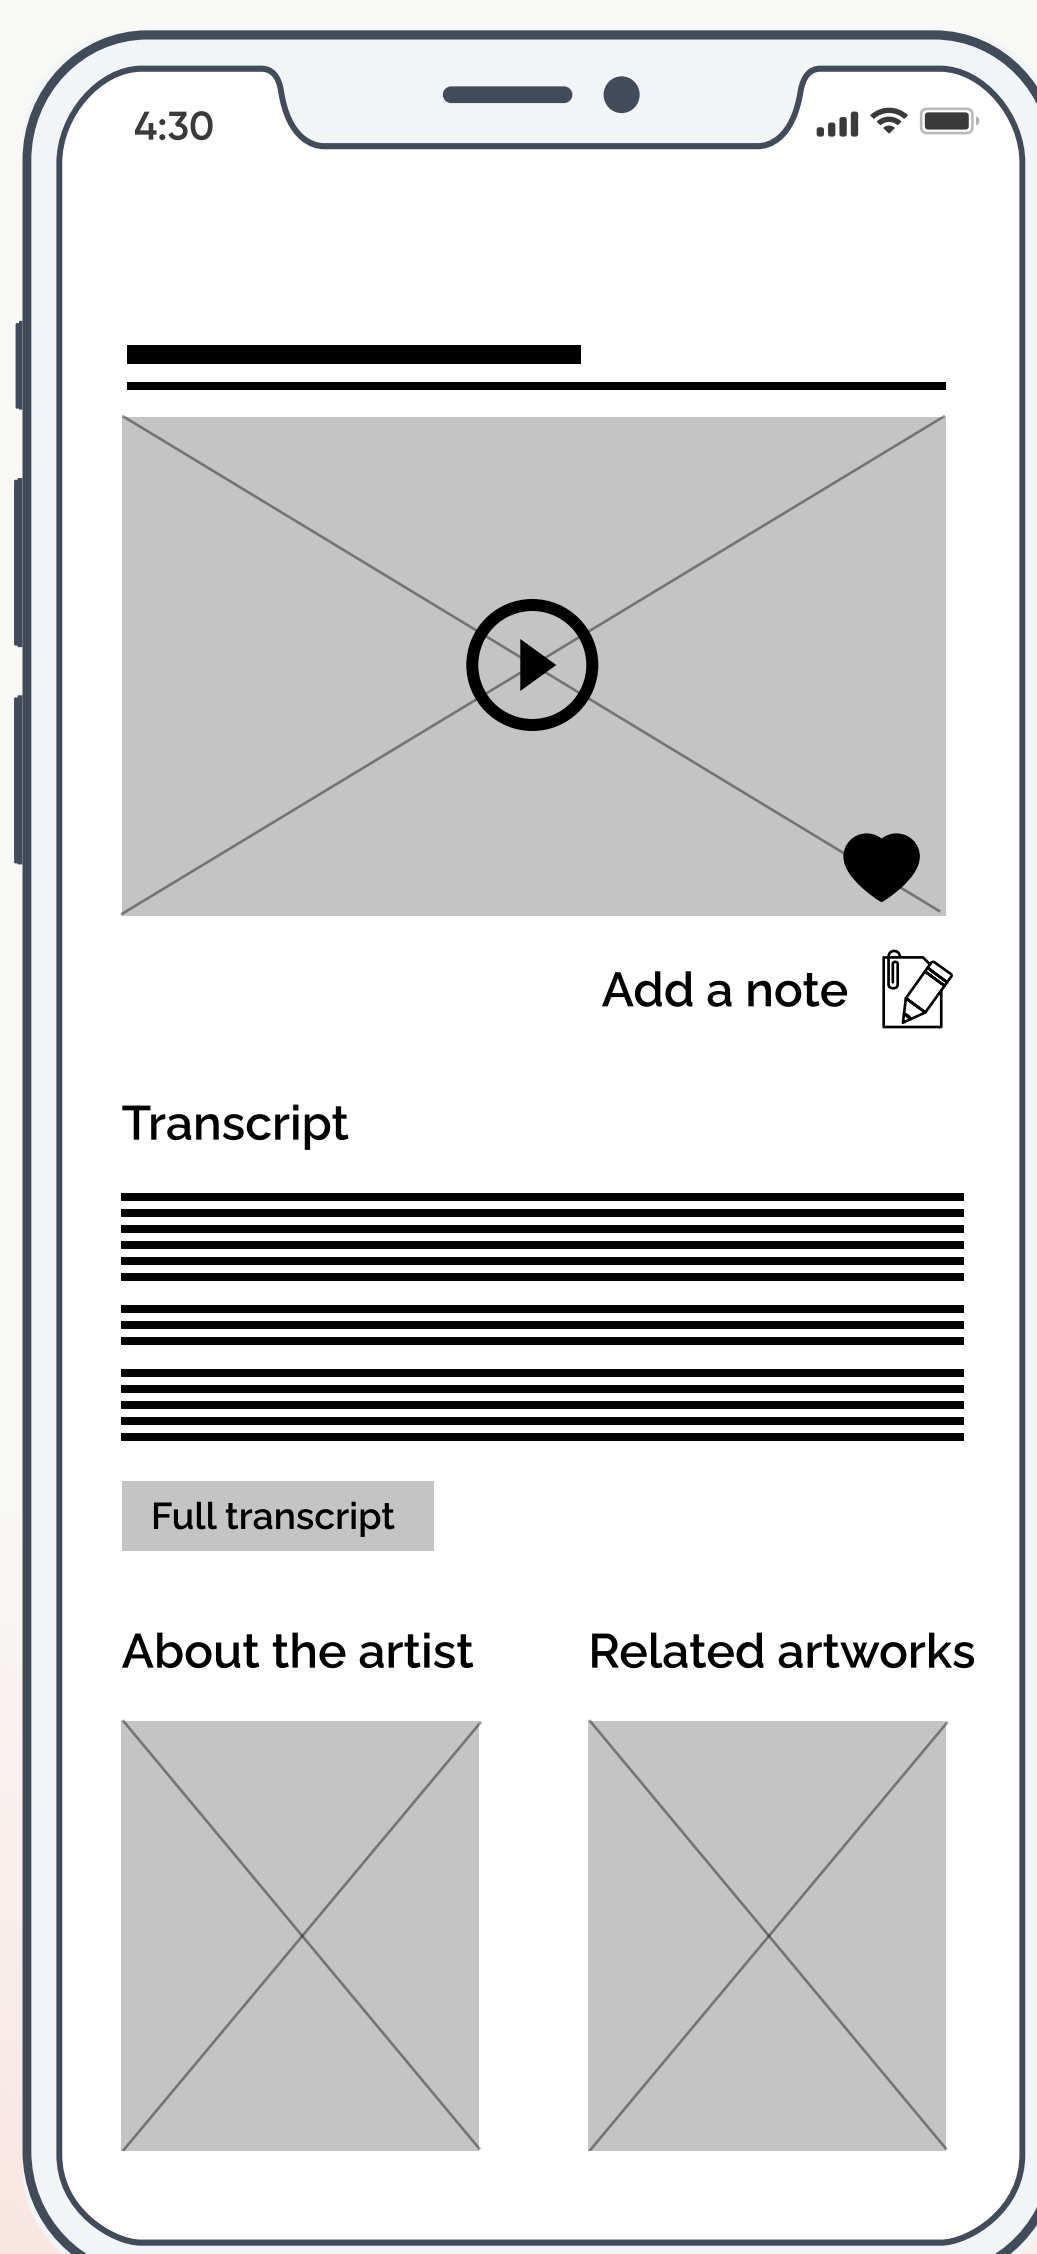 4:30
Add a note
Transcript
Full transcript
About the artist
Related artworks